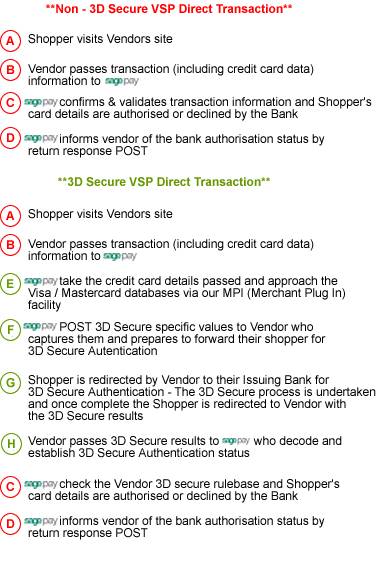 **Non - 3D Secure VSP Direct Transaction**
A Shopper visits Vendors site
B Vendor passes transaction (including credit card data)
information to sage pay
C sage pay confirms & validates transaction information and Shopper's
card details are authorised or declined by the Bank
D sage pay informs vendor of the bank authorisation status by
return response POST
**3D Secure VSP Direct Transaction**
A Shopper visits Vendors site
B Vendor passes transaction (including credit card data)
information to sage pay
E sage pay take the credit card details passed and approach the
Visa / Mastercard databases via our MPI (Merchant Plug In)
facility
F sage pay POST 3D Secure specific values to Vendor who
captures them and prepares to forward their shopper for
3D Secure Autentication
G Shopper is redirected by Vendor to their Issuing Bank for
3D Secure Authentication - The 3D Secure process is undertaken
and once complete the Shopper is redirected to Vendor with
the 3D Secure results
H Vendor passes 3D Secure results to sage pay who decode and
establish 3D Secure Authentication status
C sage pay check the Vendor 3D secure rulebase and Shopper's
card details are authorised or declined by the Bank
D sage pay informs vendor of the bank authorisation status by
return response POST